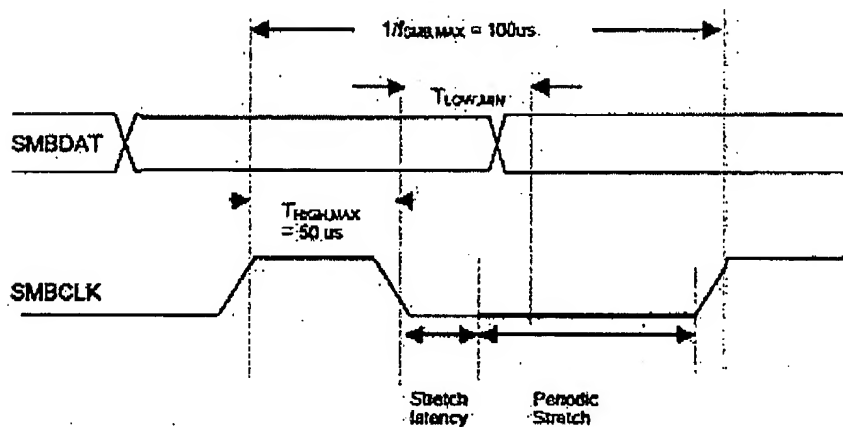 1/fSMB,MAX = 100us
TLOW,MIN
SMBDAT
THIGH,MAX
= 50 us
SMBCLK
Stretch
latency
Periodic
Stretch